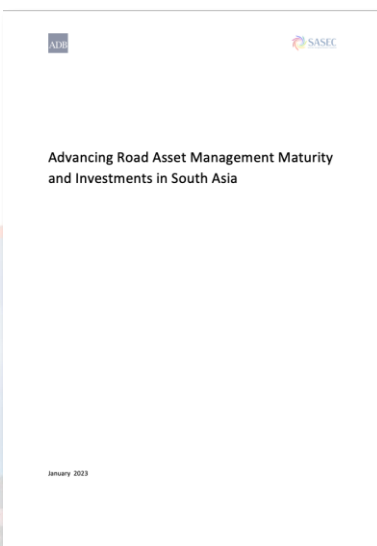 ADB
SASEC
Advancing Road Asset Management Maturity
and Investments in South Asia
January 2023